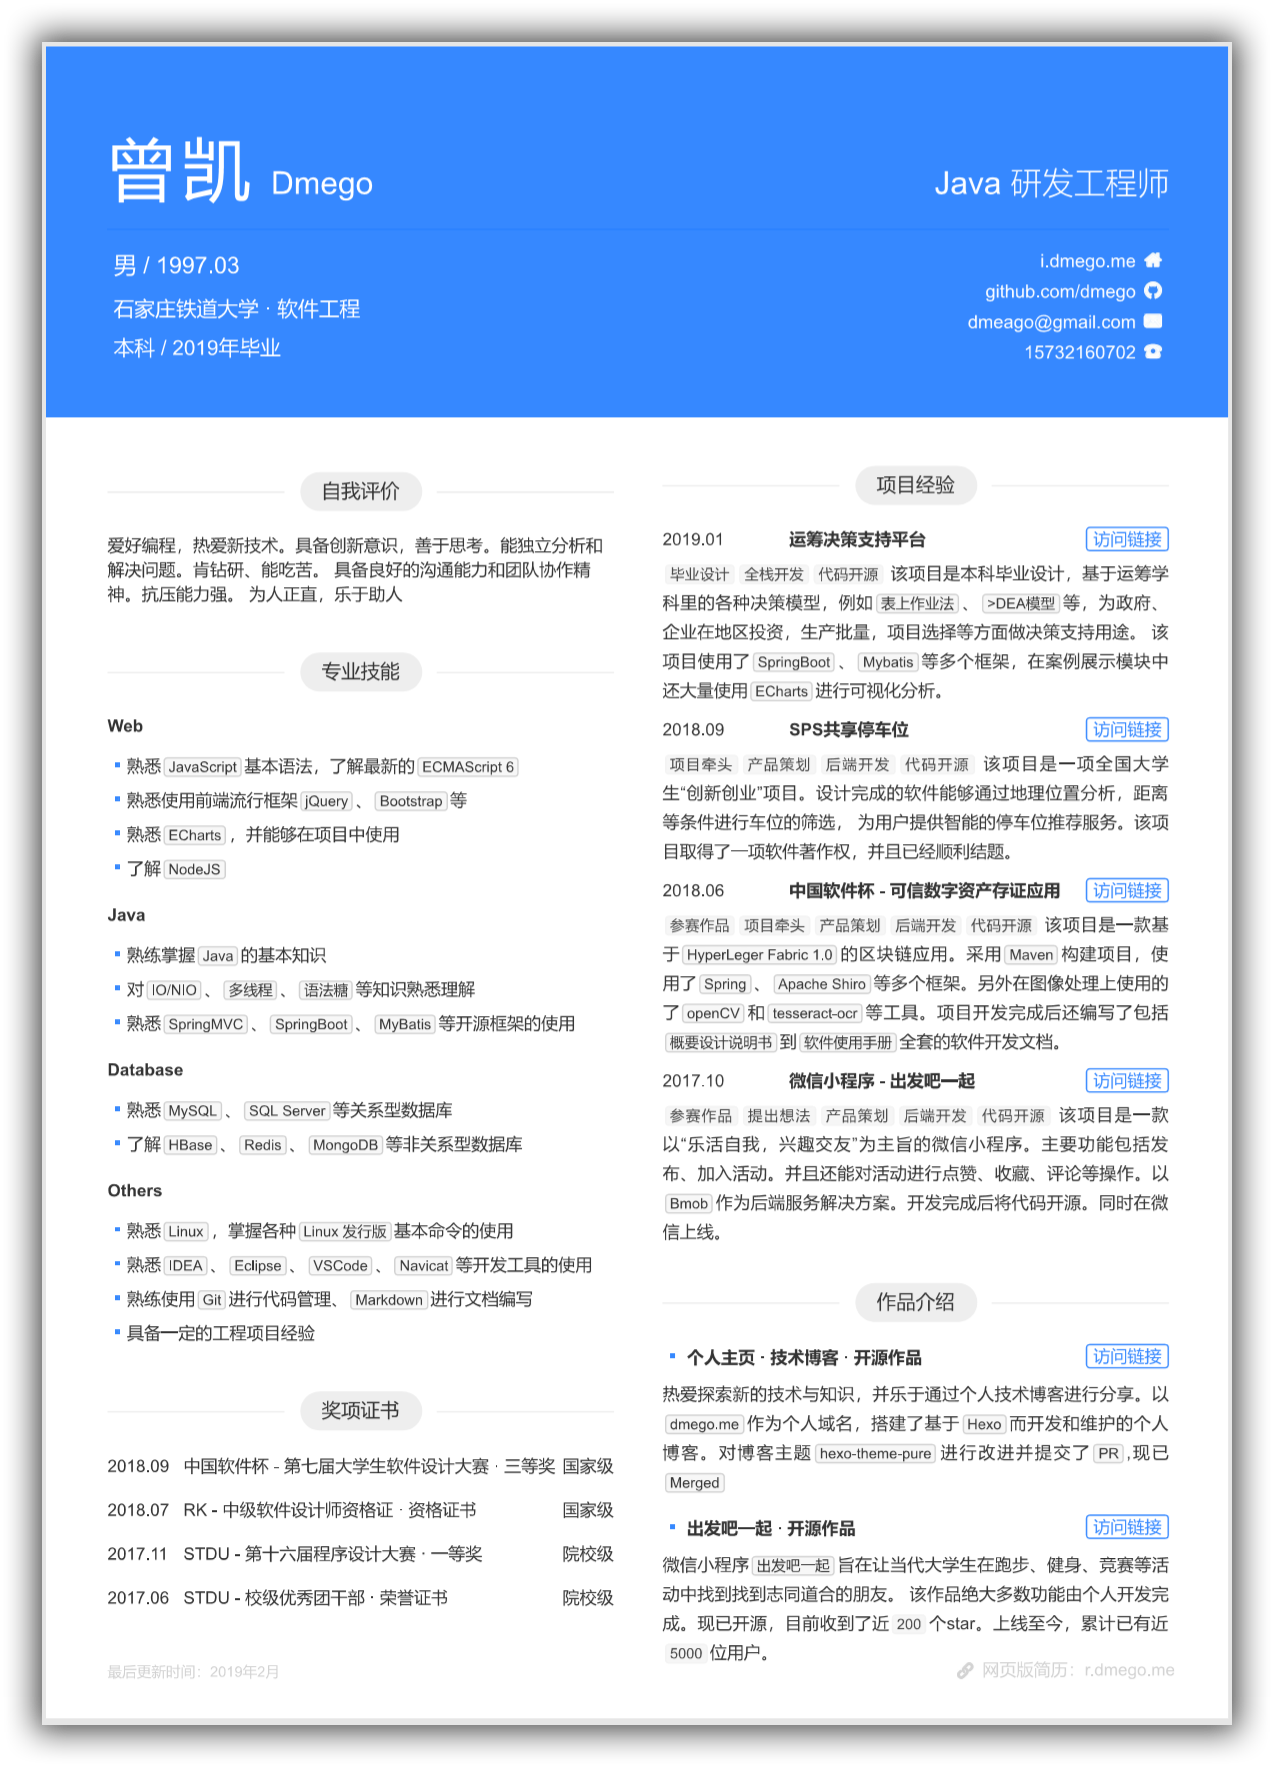 曾凯 Dmego
Java 研发工程师
男 / 1997.03
石家庄铁道大学 · 软件工程
本科 / 2019年毕业
i.dmego.me
github.com/dmego
dmeago@gmail.com
15732160702
自我评价
爱好编程，热爱新技术。具备创新意识，善于思考。能独立分析和
解决问题。肯钻研、能吃苦。 具备良好的沟通能力和团队协作精
神。抗压能力强。 为人正直，乐于助人
专业技能
Web
熟悉 JavaScript 基本语法，了解最新的 ECMAScript 6
熟悉使用前端流行框架 jQuery 、 Bootstrap 等
熟悉 ECharts ，并能够在项目中使用
了解 NodeJS
Java
熟练掌握 Java 的基本知识
对 IO/NIO 、 多线程 、 语法糖 等知识熟悉理解
熟悉 SpringMVC 、 SpringBoot 、 MyBatis 等开源框架的使用
Database
熟悉 MySQL 、 SQL Server 等关系型数据库
了解 HBase 、 Redis 、 MongoDB 等非关系型数据库
Others
熟悉 Linux ，掌握各种 Linux 发行版 基本命令的使用
熟悉 IDEA 、 Eclipse 、 VSCode 、 Navicat 等开发工具的使用
熟练使用 Git 进行代码管理、 Markdown 进行文档编写
具备一定的工程项目经验
奖项证书
2018.09 中国软件杯 - 第七届大学生软件设计大赛 · 三等奖 国家级
2018.07 RK - 中级软件设计师资格证 · 资格证书 国家级
2017.11 STDU - 第十六届程序设计大赛 · 一等奖 院校级
2017.06 STDU - 校级优秀团干部 · 荣誉证书 院校级
最后更新时间：2019年2月
项目经验
2019.01 运筹决策支持平台 访问链接
毕业设计 全栈开发 代码开源 该项目是本科毕业设计，基于运筹学
科里的各种决策模型，例如 表上作业法 、 >DEA模型 等，为政府、
企业在地区投资，生产批量，项目选择等方面做决策支持用途。 该
项目使用了 SpringBoot 、 Mybatis 等多个框架，在案例展示模块中
还大量使用 ECharts 进行可视化分析。
2018.09 SPS共享停车位 访问链接
项目牵头 产品策划 后端开发 代码开源 该项目是一项全国大学
生“创新创业”项目。设计完成的软件能够通过地理位置分析，距离
等条件进行车位的筛选， 为用户提供智能的停车位推荐服务。该项
目取得了一项软件著作权，并且已经顺利结题。
2018.06 中国软件杯 - 可信数字资产存证应用 访问链接
参赛作品 项目牵头 产品策划 后端开发 代码开源 该项目是一款基
于 HyperLeger Fabric 1.0 的区块链应用。采用 Maven 构建项目，使
用了 Spring 、 Apache Shiro 等多个框架。另外在图像处理上使用的
了 openCV 和 tesseract-ocr 等工具。项目开发完成后还编写了包括
概要设计说明书 到 软件使用手册 全套的软件开发文档。
2017.10 微信小程序 - 出发吧一起 访问链接
参赛作品 提出想法 产品策划 后端开发 代码开源 该项目是一款
以“乐活自我，兴趣交友”为主旨的微信小程序。主要功能包括发
布、加入活动。并且还能对活动进行点赞、收藏、评论等操作。以
Bmob 作为后端服务解决方案。开发完成后将代码开源。同时在微
信上线。
作品介绍
个人主页 · 技术博客 · 开源作品 访问链接
热爱探索新的技术与知识，并乐于通过个人技术博客进行分享。以
dmego.me 作为个人域名，搭建了基于 Hexo 而开发和维护的个人
博客。对博客主题 hexo-theme-pure 进行改进并提交了 PR ,现已
Merged
出发吧一起 · 开源作品 访问链接
微信小程序 出发吧一起 旨在让当代大学生在跑步、健身、竞赛等活
动中找到找到志同道合的朋友。 该作品绝大多数功能由个人开发完
成。现已开源，目前收到了近 200 个star。上线至今，累计已有近
5000 位用户。
网页版简历：r.dmego.me